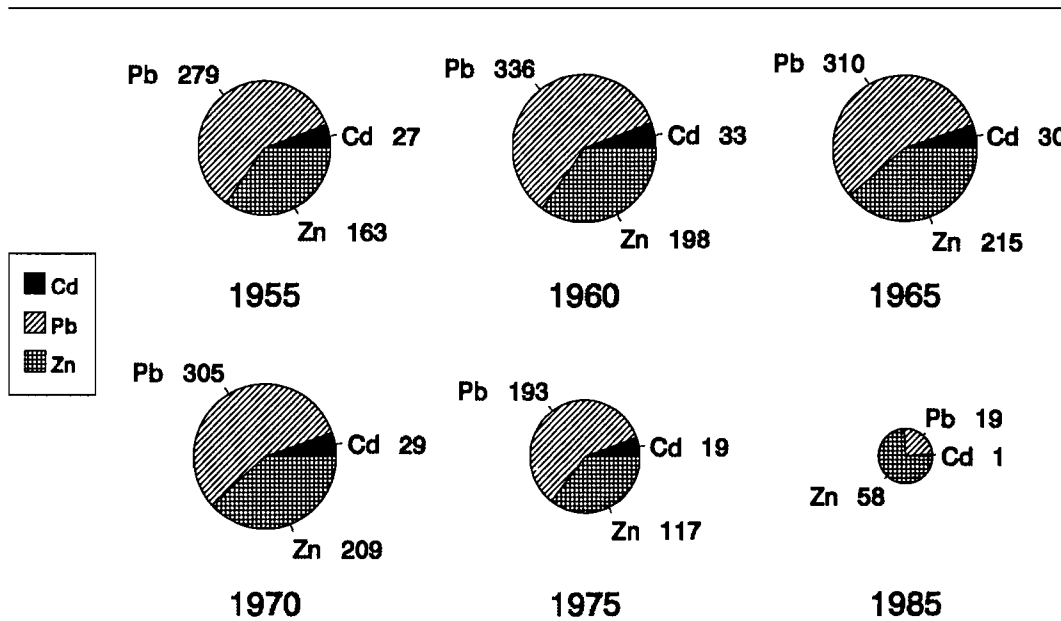 Pb 279
Cd 27
Zn 163
1955
Pb 336
Cd 33
Zn 198
1960
Pb 310
Cd 30
Zn 215
1965
Cd
Pb
Zn
Pb 305
Cd 29
Zn 209
1970
Pb 193
Cd 19
Zn 117
1975
Pb 19
Cd 1
Zn 58
1985